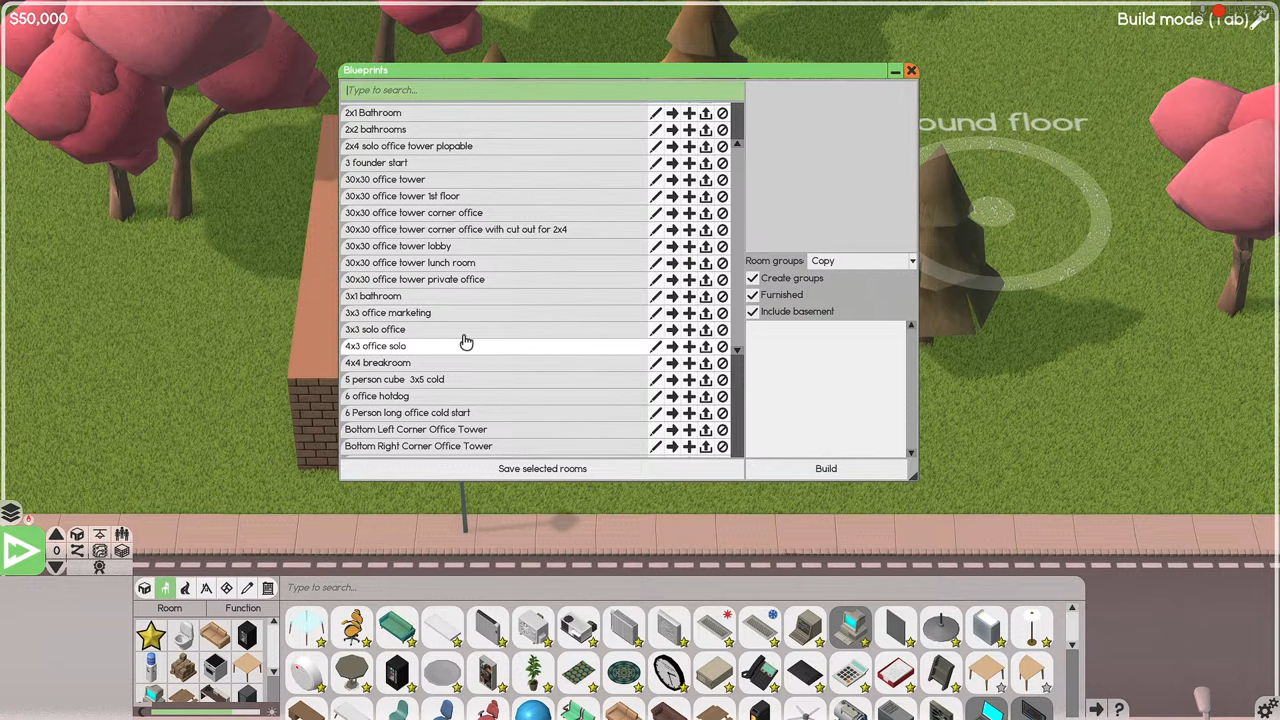 $50,000
Build mode (Tab)
Blueprints
Type to search...
2x1 Bathroom
2x2 bathrooms
2x4 solo office tower plopable
3 founder start
30x30 office tower
30x30 office tower 1st floor
30x30 office tower corner office
30x30 office tower corner office with cut out for 2x4
30x30 office tower lobby
30x30 office tower lunch room
30x30 office tower private office
3x1 bathroom
3x3 office marketing
3x3 solo office
4x3 office solo
4x4 breakroom
5 person cube 3x5 cold
6 office hotdog
6 Person long office cold start
Bottom Left Corner Office Tower
Bottom Right Corner Office Tower
Save selected rooms
Room groups: Copy
Create groups
Furnished
Include basement
Build
ound floor
0
Type to search...
Room
Function
?